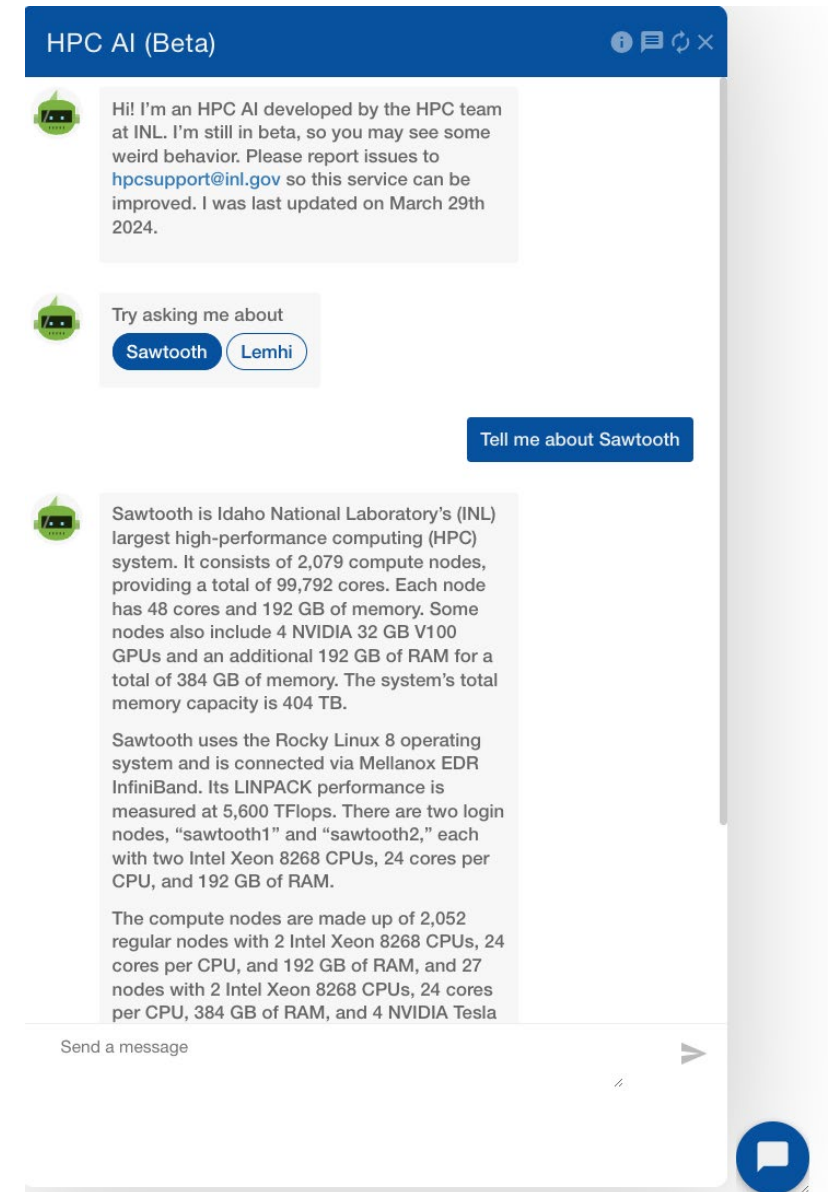 HPC AI (Beta)
Hi! I’m an HPC AI developed by the HPC team
at INL. I’m still in beta, so you may see some
weird behavior. Please report issues to
hpcsupport@inl.gov so this service can be
improved. I was last updated on March 29th
2024.
Try asking me about
Sawtooth Lemhi
Tell me about Sawtooth
Sawtooth is Idaho National Laboratory’s (INL)
largest high-performance computing (HPC)
system. It consists of 2,079 compute nodes,
providing a total of 99,792 cores. Each node
has 48 cores and 192 GB of memory. Some
nodes also include 4 NVIDIA 32 GB V100
GPUs and an additional 192 GB of RAM for a
total of 384 GB of memory. The system’s total
memory capacity is 404 TB.
Sawtooth uses the Rocky Linux 8 operating
system and is connected via Mellanox EDR
InfiniBand. Its LINPACK performance is
measured at 5,600 TFlops. There are two login
nodes, “sawtooth1” and “sawtooth2,” each
with two Intel Xeon 8268 CPUs, 24 cores per
CPU, and 192 GB of RAM.
The compute nodes are made up of 2,052
regular nodes with 2 Intel Xeon 8268 CPUs, 24
cores per CPU, and 192 GB of RAM, and 27
nodes with 2 Intel Xeon 8268 CPUs, 24 cores
per CPU, 384 GB of RAM, and 4 NVIDIA Tesla
Send a message